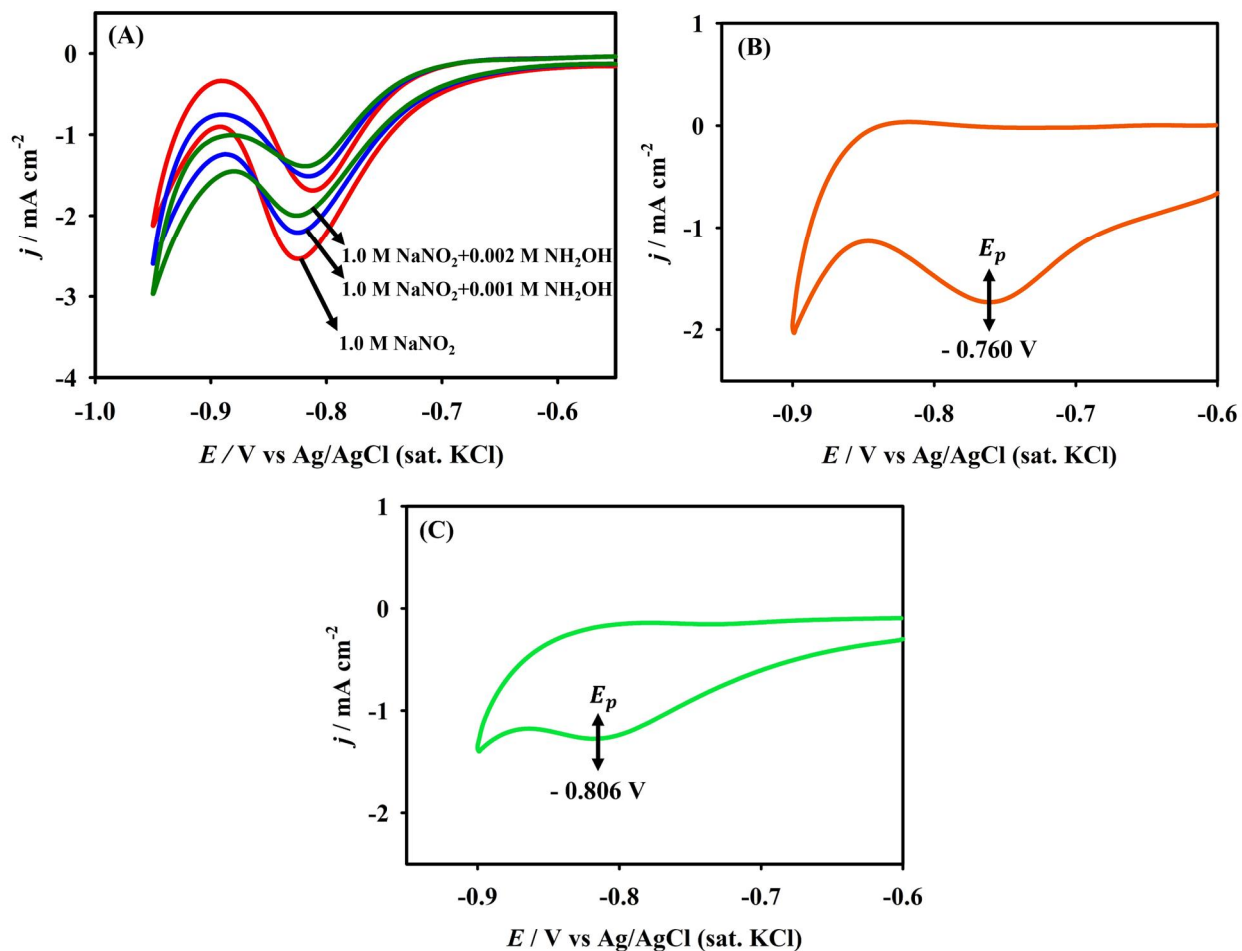 (A)
0
-1
-2
-3
-4
j / mA cm-2
1.0 M NaNO2+0.002 M NH2OH
1.0 M NaNO2+0.001 M NH2OH
1.0 M NaNO2
-1.0 -0.9 -0.8 -0.7 -0.6
E / V vs Ag/AgCl (sat. KCl)
(B)
1
0
-1
-2
j / mA cm-2
Ep
- 0.760 V
-0.9 -0.8 -0.7 -0.6
E / V vs Ag/AgCl (sat. KCl)
(C)
1
0
-1
-2
j / mA cm-2
Ep
- 0.806 V
-0.9 -0.8 -0.7 -0.6
E / V vs Ag/AgCl (sat. KCl)